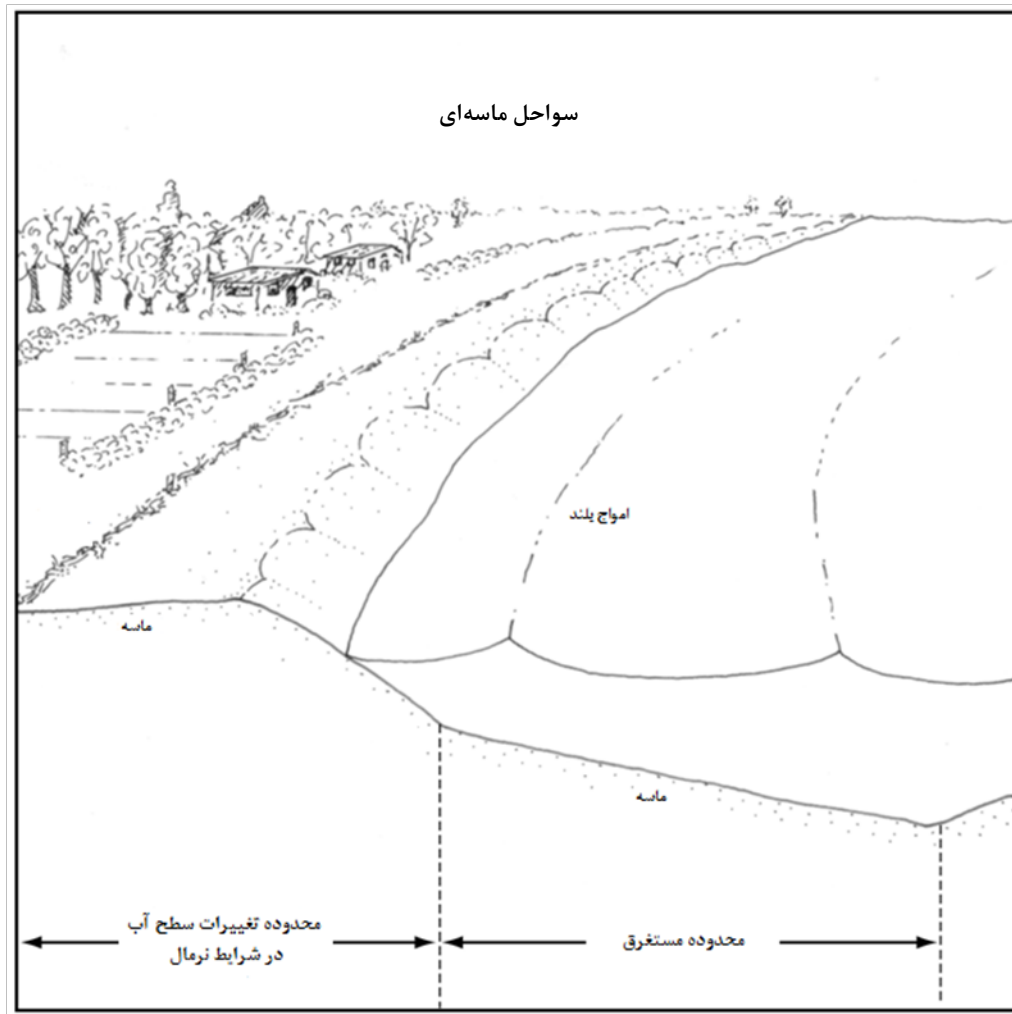 سواحل ماسه‌ای
امواج بلند
ماسه
ماسه
محدوده تغییرات سطح آب
در شرایط نرمال
محدوده مستغرق